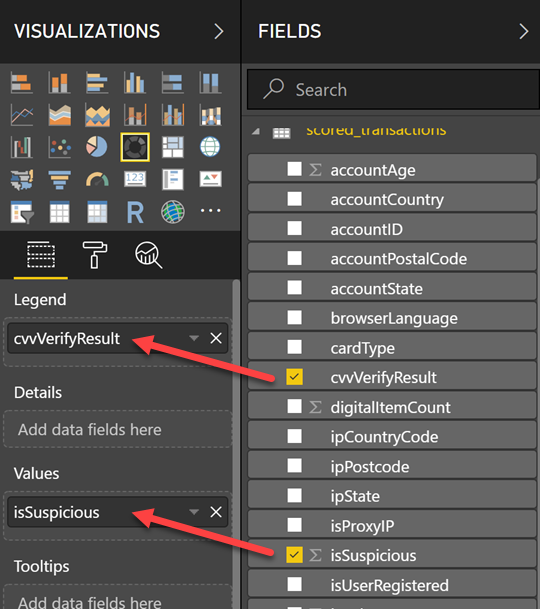 VISUALIZATIONS
123
R
Legend
cvvVerifyResult
Details
Add data fields here
Values
isSuspicious
Tooltips
Add data fields here
FIELDS
Search
scored_transactions
accountAge
accountCountry
accountID
accountPostalCode
accountState
browserLanguage
cardType
cvvVerifyResult
digitalItemCount
ipCountryCode
ipPostcode
ipState
isProxyIP
isSuspicious
isUserRegistered